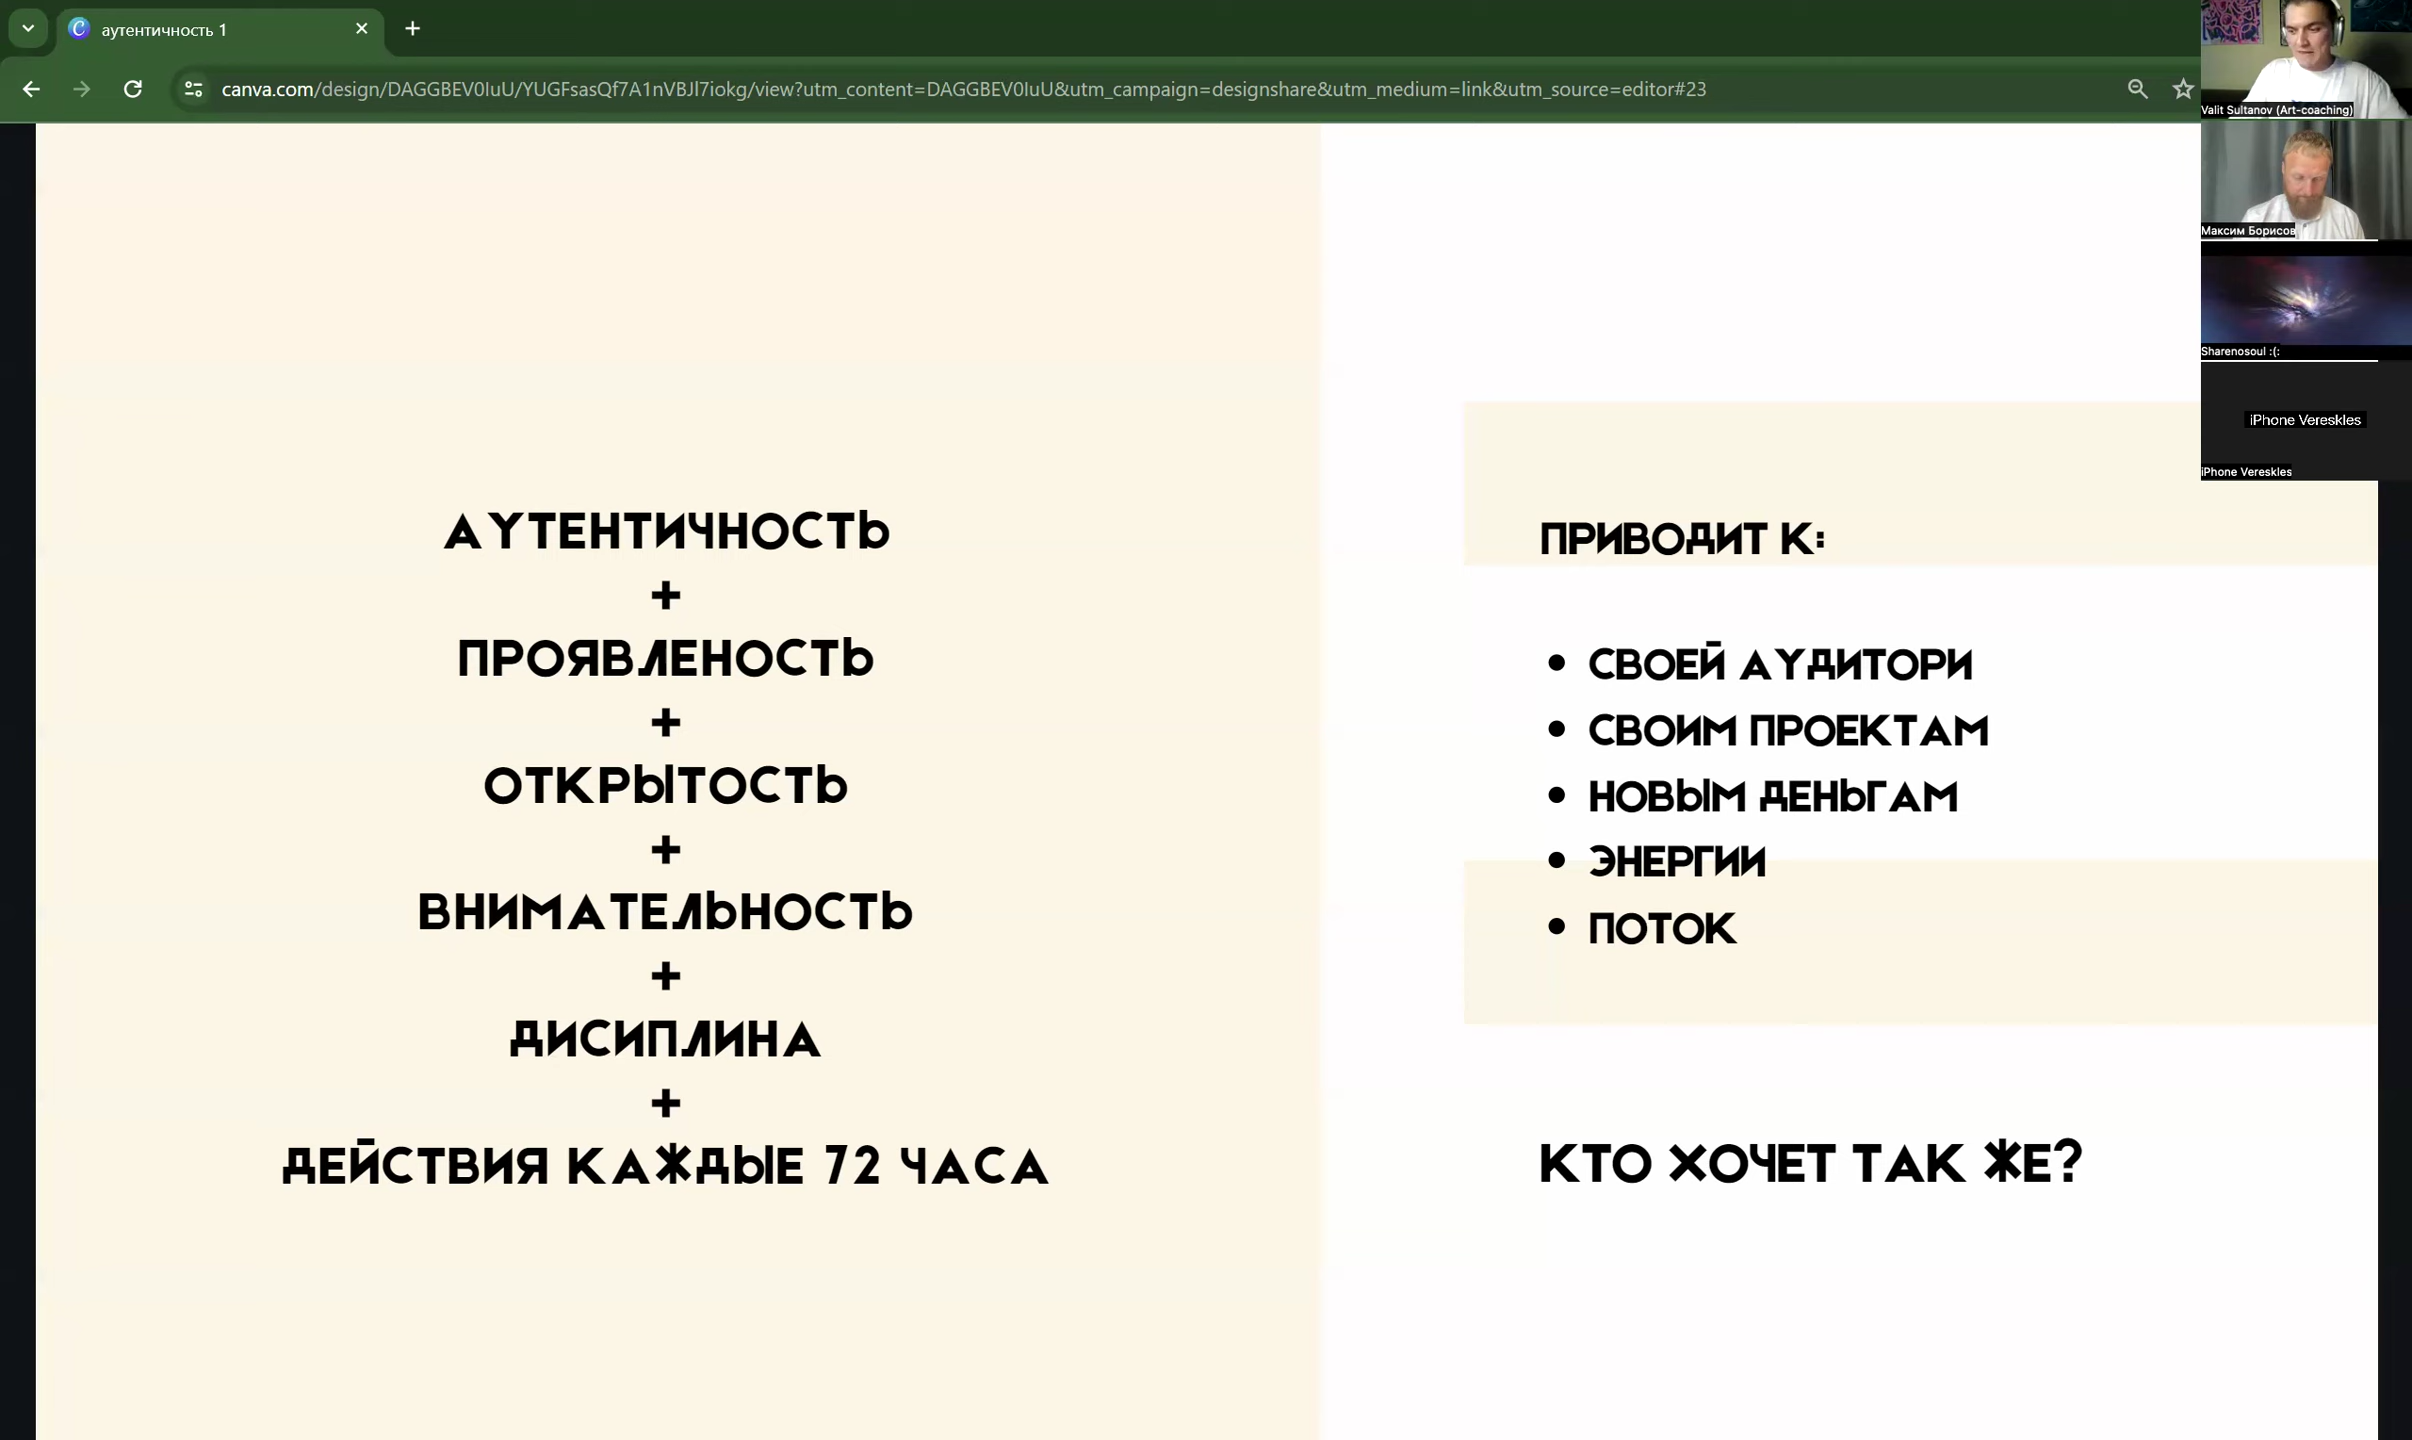 аутентичность 1
canva.com/design/DAGGBEV0IuU/YUGFsasQf7A1nVBJl7iokg/view?utm_content=DAGGBEV0IuU&utm_campaign=designshare&utm_medium=link&utm_source=editor#23
АУТЕНТИЧНОСТЬ
+
ПРОЯВЛЕНОСТЬ
+
ОТКРЫТОСТЬ
+
ВНИМАТЕЛЬНОСТЬ
+
ДИСИПЛИНА
+
ДЕЙСТВИЯ КАЖДЫЕ 72 ЧАСА
ПРИВОДИТ К:
• СВОЕЙ АУДИТОРИ
• СВОИМ ПРОЕКТАМ
• НОВЫМ ДЕНЬГАМ
• ЭНЕРГИИ
• ПОТОК
КТО ХОЧЕТ ТАК ЖЕ?
Valit Sultanov (Art-coaching)
Максим Борисов
Sharenosoul :(:
iPhone Vereskles
iPhone Vereskles